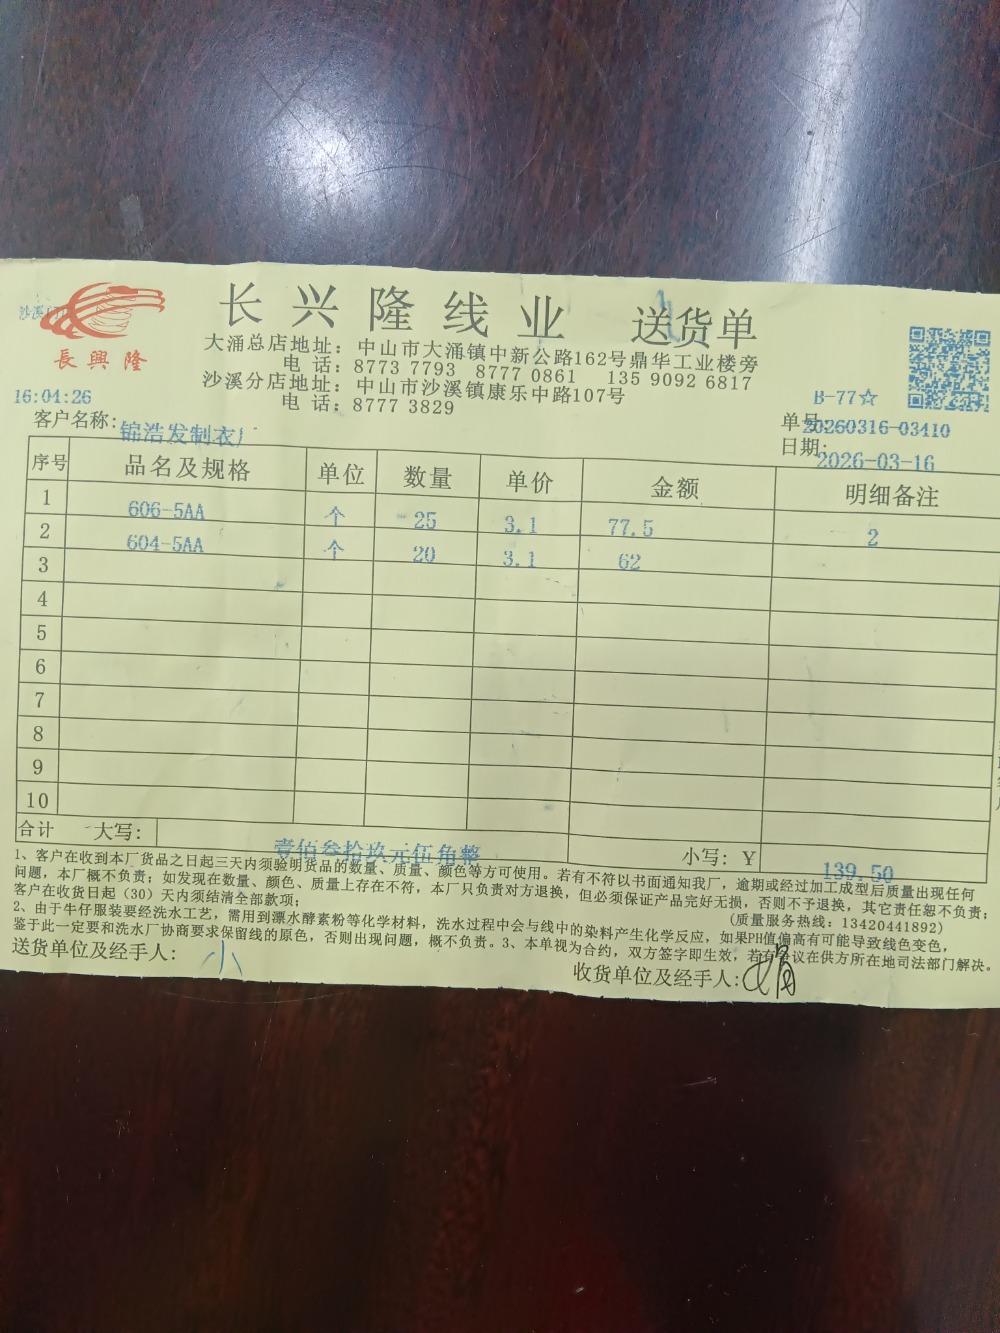 长兴隆线业 送货单
長興隆
大涌总店地址：中山市大涌镇中新公路162号鼎华工业楼旁
电 话：8773 7793 8777 0861 135 9092 6817
沙溪分店地址：中山市沙溪镇康乐中路107号
电 话：8777 3829
16:04:26
B-77☆
客户名称：锦浩发制衣厂
单号：20260316-03410
日期：2026-03-16
序号 品名及规格 单位 数量 单价 金额 明细备注
1 606-5AA 个 25 3.1 77.5 2
2 604-5AA 个 20 3.1 62
3
4
5
6
7
8
9
10
合计 大写：壹佰叁拾玖元伍角整 小写：￥ 139.50
1、客户在收到本厂货品之日起三天内须验明货品的数量、质量、颜色等方可使用。若有不符以书面通知我厂，逾期或经过加工成型后质量出现任何
问题，本厂概不负责；如发现在数量、颜色、质量上存在不符，本厂只负责对方退换，但必须保证产品完好无损，否则不予退换，其它责任恕不负责；
客户在收货日起（30）天内须结清全部款项；
(质量服务热线：13420441892)
2、由于牛仔服装要经洗水工艺，需用到漂水酵素粉等化学材料，洗水过程中会与线中的染料产生化学反应，如果PH值偏高有可能导致线色变色，
鉴于此一定要和洗水厂协商要求保留线的原色，否则出现问题，概不负责。3、本单视为合约，双方签字即生效，若有争议在供方所在地司法部门解决。
送货单位及经手人：小
收货单位及经手人：